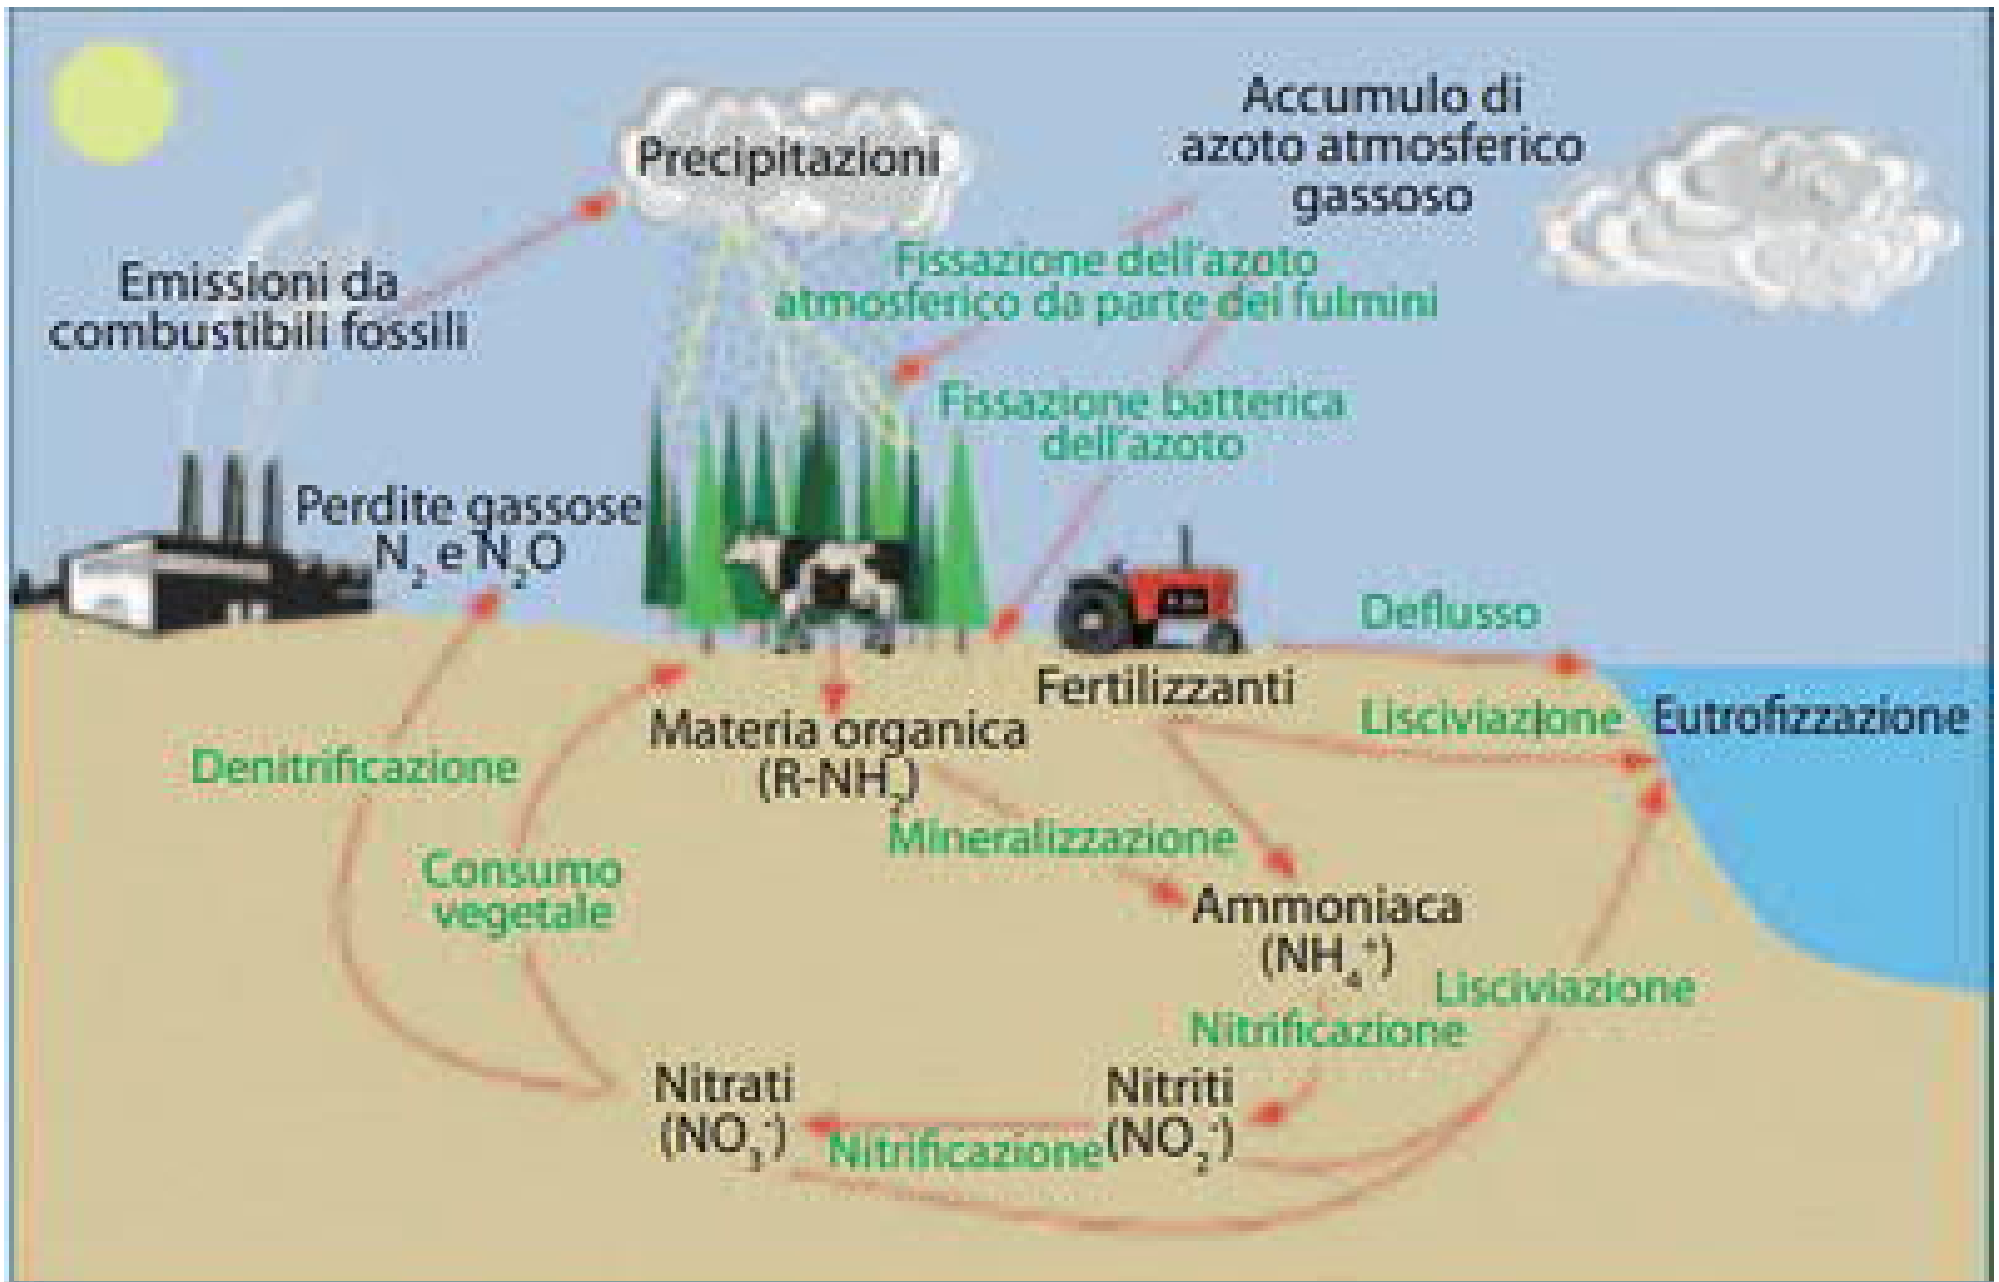 Accumulo di
azoto atmosferico
gassoso
Precipitazioni
Fissazione dell'azoto
atmosferico da parte dei fulmini
Emissioni da
combustibili fossili
Fissazione batterica
dell'azoto
Perdite gassose
N₂ e N₂O
Deflusso
Fertilizzanti
Lisciviazione
Eutrofizzazione
Materia organica
(R-NH₂)
Denitrificazione
Mineralizzazione
Consumo
vegetale
Ammoniaca
(NH₄⁺)
Lisciviazione
Nitrificazione
Nitrati
(NO₃⁻)
Nitrificazione
Nitriti
(NO₂⁻)